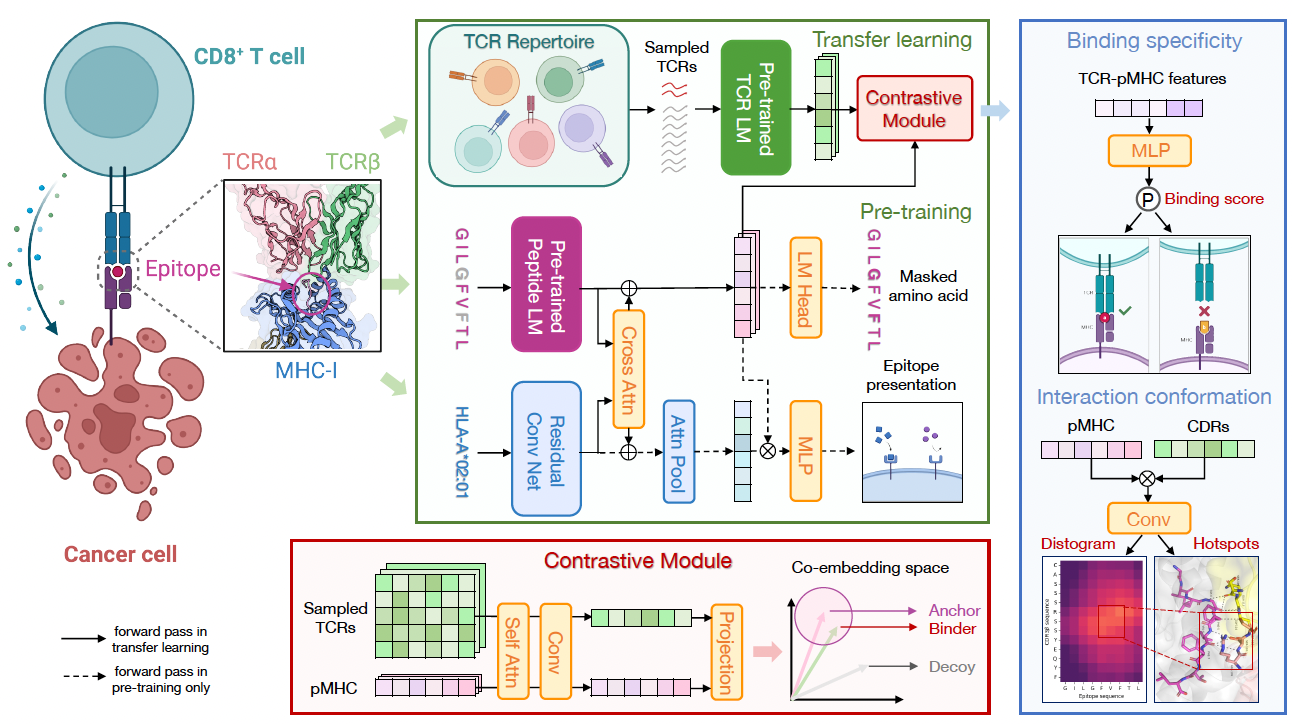 CD8⁺ T cell
TCRα
TCRβ
Epitope
MHC-I
Cancer cell
forward pass in
transfer learning
forward pass in
pre-training only
TCR Repertoire
Sampled
TCRs
Pre-trained
TCR LM
Transfer learning
Contrastive
Module
Pre-training
GILGFVFTL
Pre-trained
Peptide LM
Cross Attn
LM Head
GILGFVFTL
Masked
amino acid
Epitope
presentation
HLA-A*02:01
Residual
Conv Net
Attn Pool
MLP
Contrastive Module
Sampled
TCRs
pMHC
Self Attn
Conv
Projection
Co-embedding space
Anchor
Binder
Decoy
Binding specificity
TCR-pMHC features
MLP
P
Binding score
TCR
MHC
MHC
Interaction conformation
pMHC
CDRs
Conv
Distogram
Hotspots
G I L G F V F T L
Epitope sequence